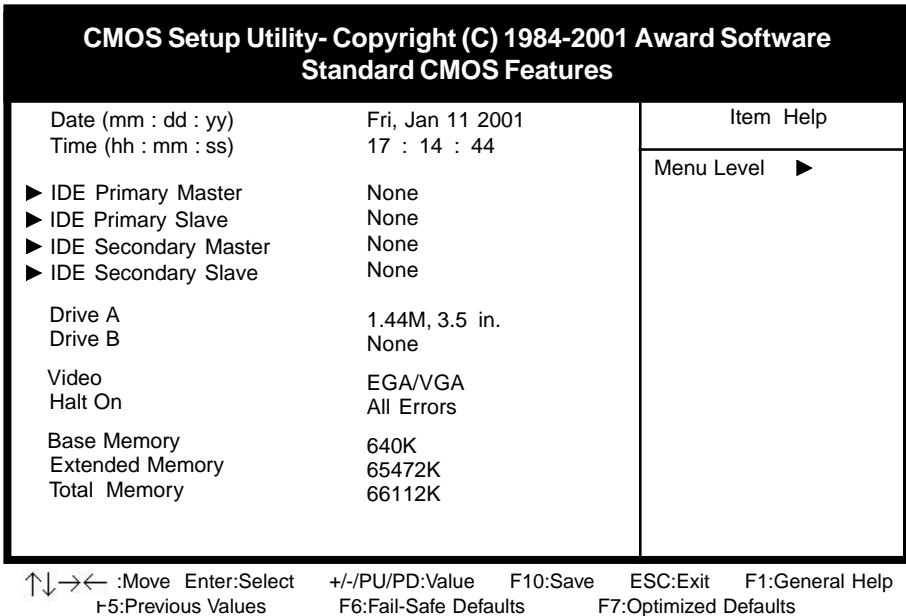 CMOS Setup Utility- Copyright (C) 1984-2001 Award Software
Standard CMOS Features
Date (mm : dd : yy) Fri, Jan 11 2001
Time (hh : mm : ss) 17 : 14 : 44
▶ IDE Primary Master None
▶ IDE Primary Slave None
▶ IDE Secondary Master None
▶ IDE Secondary Slave None
Drive A 1.44M, 3.5 in.
Drive B None
Video EGA/VGA
Halt On All Errors
Base Memory 640K
Extended Memory 65472K
Total Memory 66112K
Item Help
Menu Level ▶
↑↓→← :Move Enter:Select +/-/PU/PD:Value F10:Save ESC:Exit F1:General Help
F5:Previous Values F6:Fail-Safe Defaults F7:Optimized Defaults